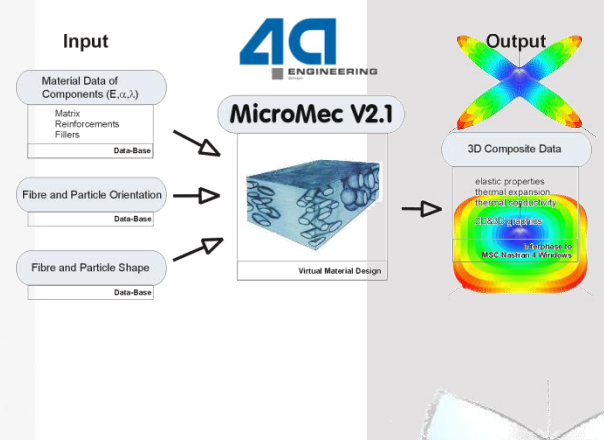 Input
Material Data of
Components (E,α,λ)
Matrix
Reinforcements
Fillers
Data-Base
Fibre and Particle Orientation
Data-Base
Fibre and Particle Shape
Data-Base
4a
ENGINEERING
MicroMec V2.1
Virtual Material Design
Output
3D Composite Data
elastic properties
thermal expansion
thermal conductivity
2D&3D graphics
Interphase to
MSC Nastran 4 Windows